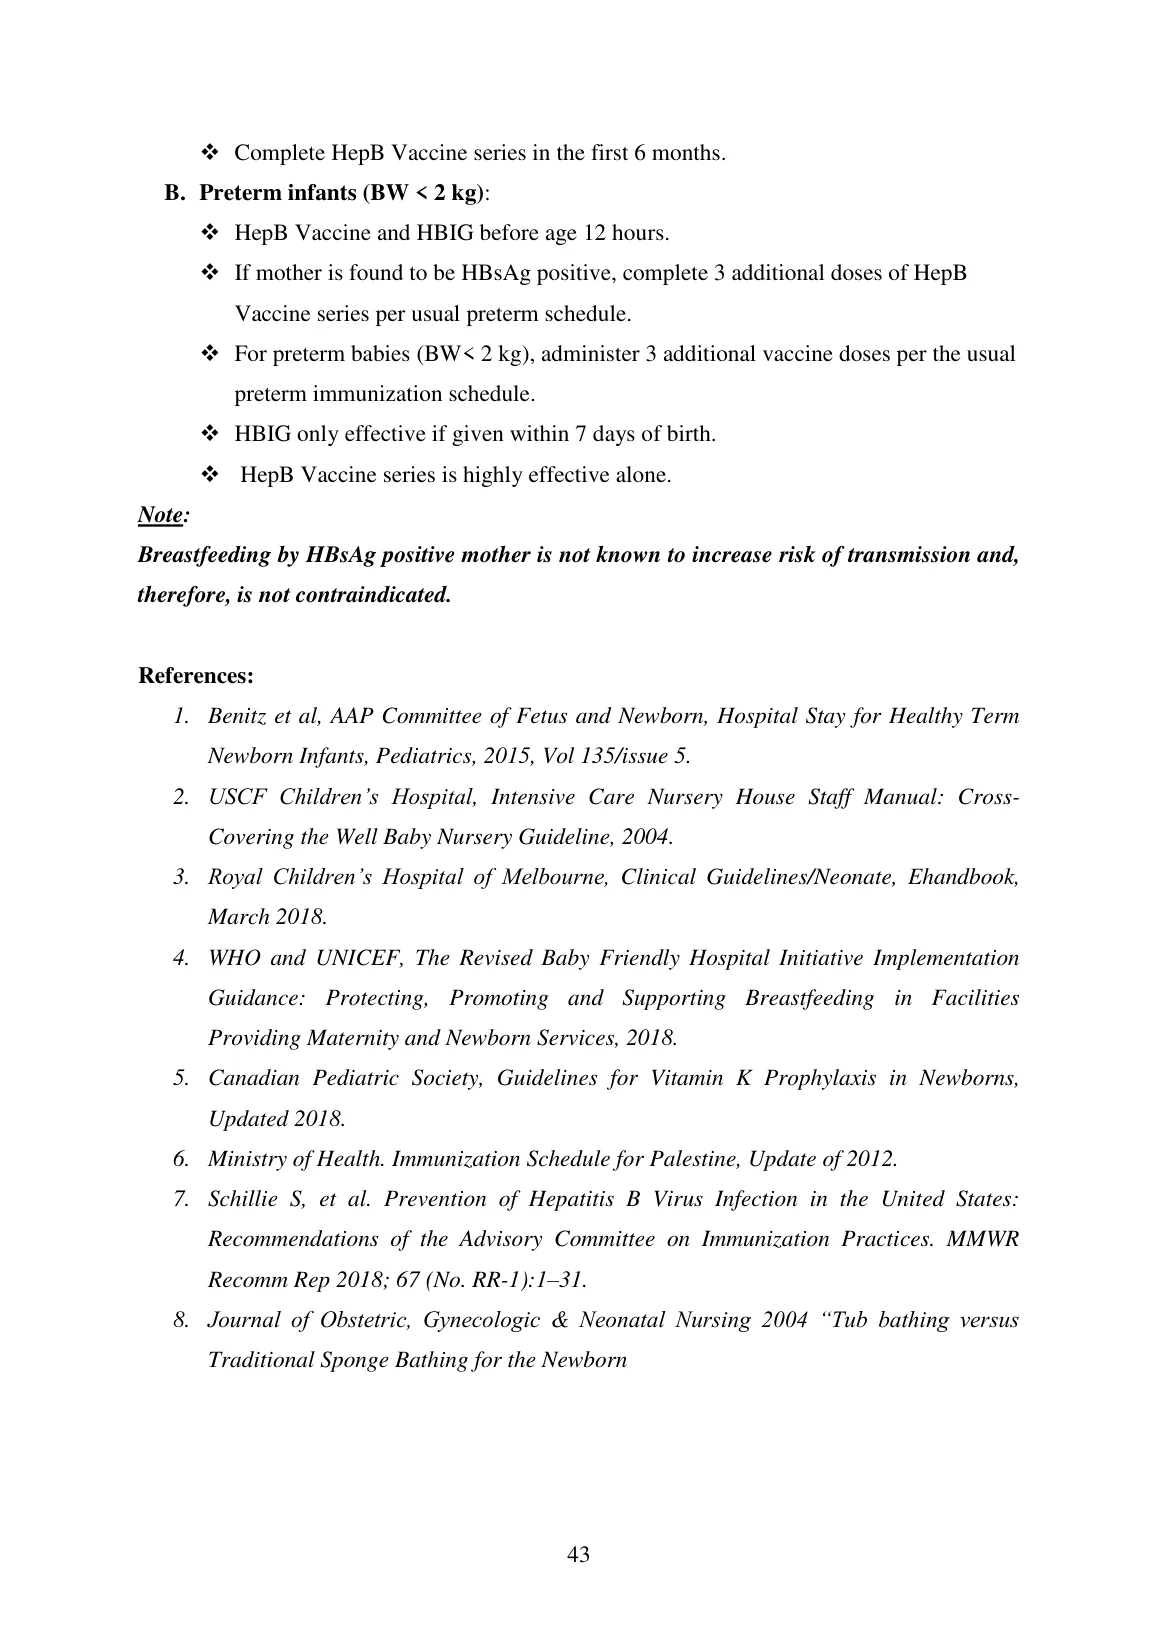 ❖ Complete HepB Vaccine series in the first 6 months.
B. Preterm infants (BW < 2 kg):
❖ HepB Vaccine and HBIG before age 12 hours.
❖ If mother is found to be HBsAg positive, complete 3 additional doses of HepB
Vaccine series per usual preterm schedule.
❖ For preterm babies (BW< 2 kg), administer 3 additional vaccine doses per the usual
preterm immunization schedule.
❖ HBIG only effective if given within 7 days of birth.
❖ HepB Vaccine series is highly effective alone.
Note:
Breastfeeding by HBsAg positive mother is not known to increase risk of transmission and,
therefore, is not contraindicated.
References:
1. Benitz et al, AAP Committee of Fetus and Newborn, Hospital Stay for Healthy Term
Newborn Infants, Pediatrics, 2015, Vol 135/issue 5.
2. USCF Children’s Hospital, Intensive Care Nursery House Staff Manual: Cross-
Covering the Well Baby Nursery Guideline, 2004.
3. Royal Children’s Hospital of Melbourne, Clinical Guidelines/Neonate, Ehandbook,
March 2018.
4. WHO and UNICEF, The Revised Baby Friendly Hospital Initiative Implementation
Guidance: Protecting, Promoting and Supporting Breastfeeding in Facilities
Providing Maternity and Newborn Services, 2018.
5. Canadian Pediatric Society, Guidelines for Vitamin K Prophylaxis in Newborns,
Updated 2018.
6. Ministry of Health. Immunization Schedule for Palestine, Update of 2012.
7. Schillie S, et al. Prevention of Hepatitis B Virus Infection in the United States:
Recommendations of the Advisory Committee on Immunization Practices. MMWR
Recomm Rep 2018; 67 (No. RR-1):1–31.
8. Journal of Obstetric, Gynecologic & Neonatal Nursing 2004 “Tub bathing versus
Traditional Sponge Bathing for the Newborn
43